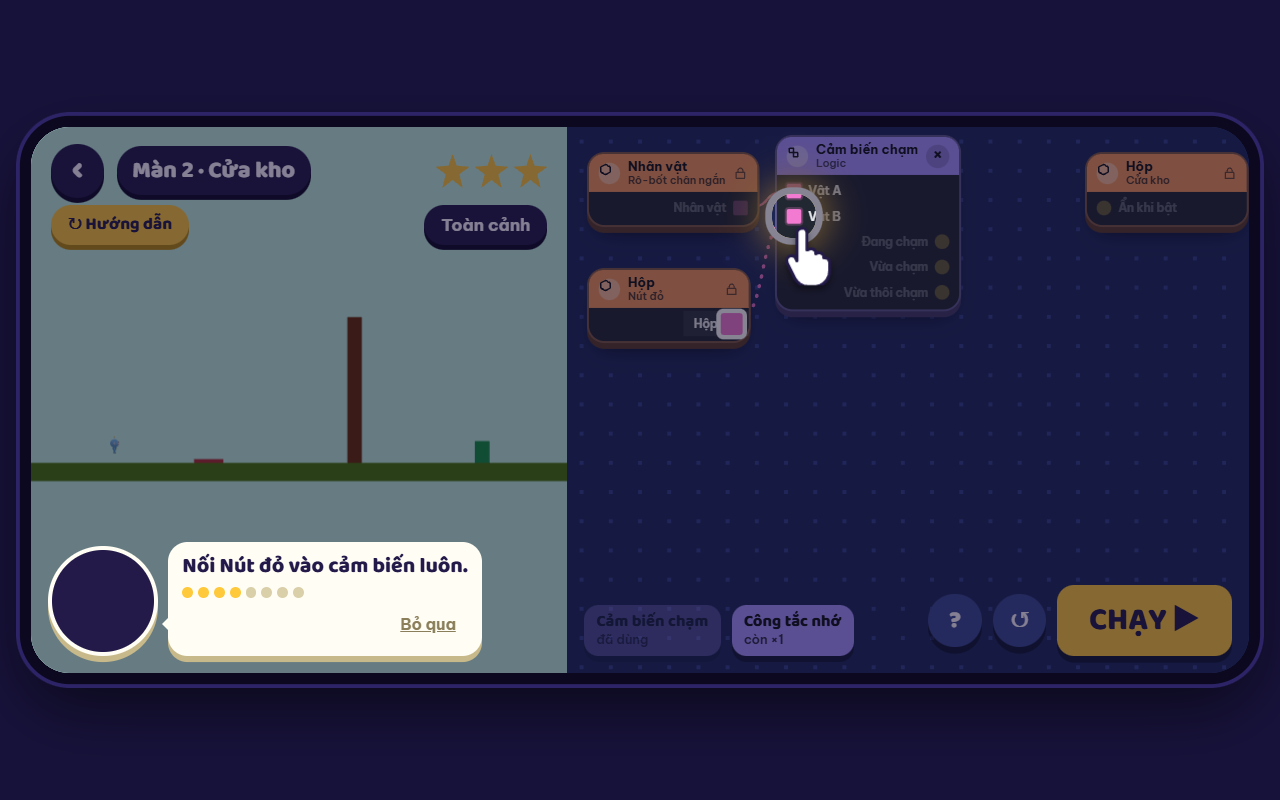 Màn 2 · Cửa kho
↻ Hướng dẫn
Toàn cảnh
Nối Nút đỏ vào cảm biến luôn.
Bỏ qua
Nhân vật
Rô-bốt chân ngắn
Nhân vật
Hộp
Nút đỏ
Hộp
Cảm biến chạm
Logic
×
Vật A
Vật B
Đang chạm
Vừa chạm
Vừa thôi chạm
Hộp
Cửa kho
Ẩn khi bật
Cảm biến chạm
đã dùng
Công tắc nhớ
còn ×1
?
↺
CHẠY ▶